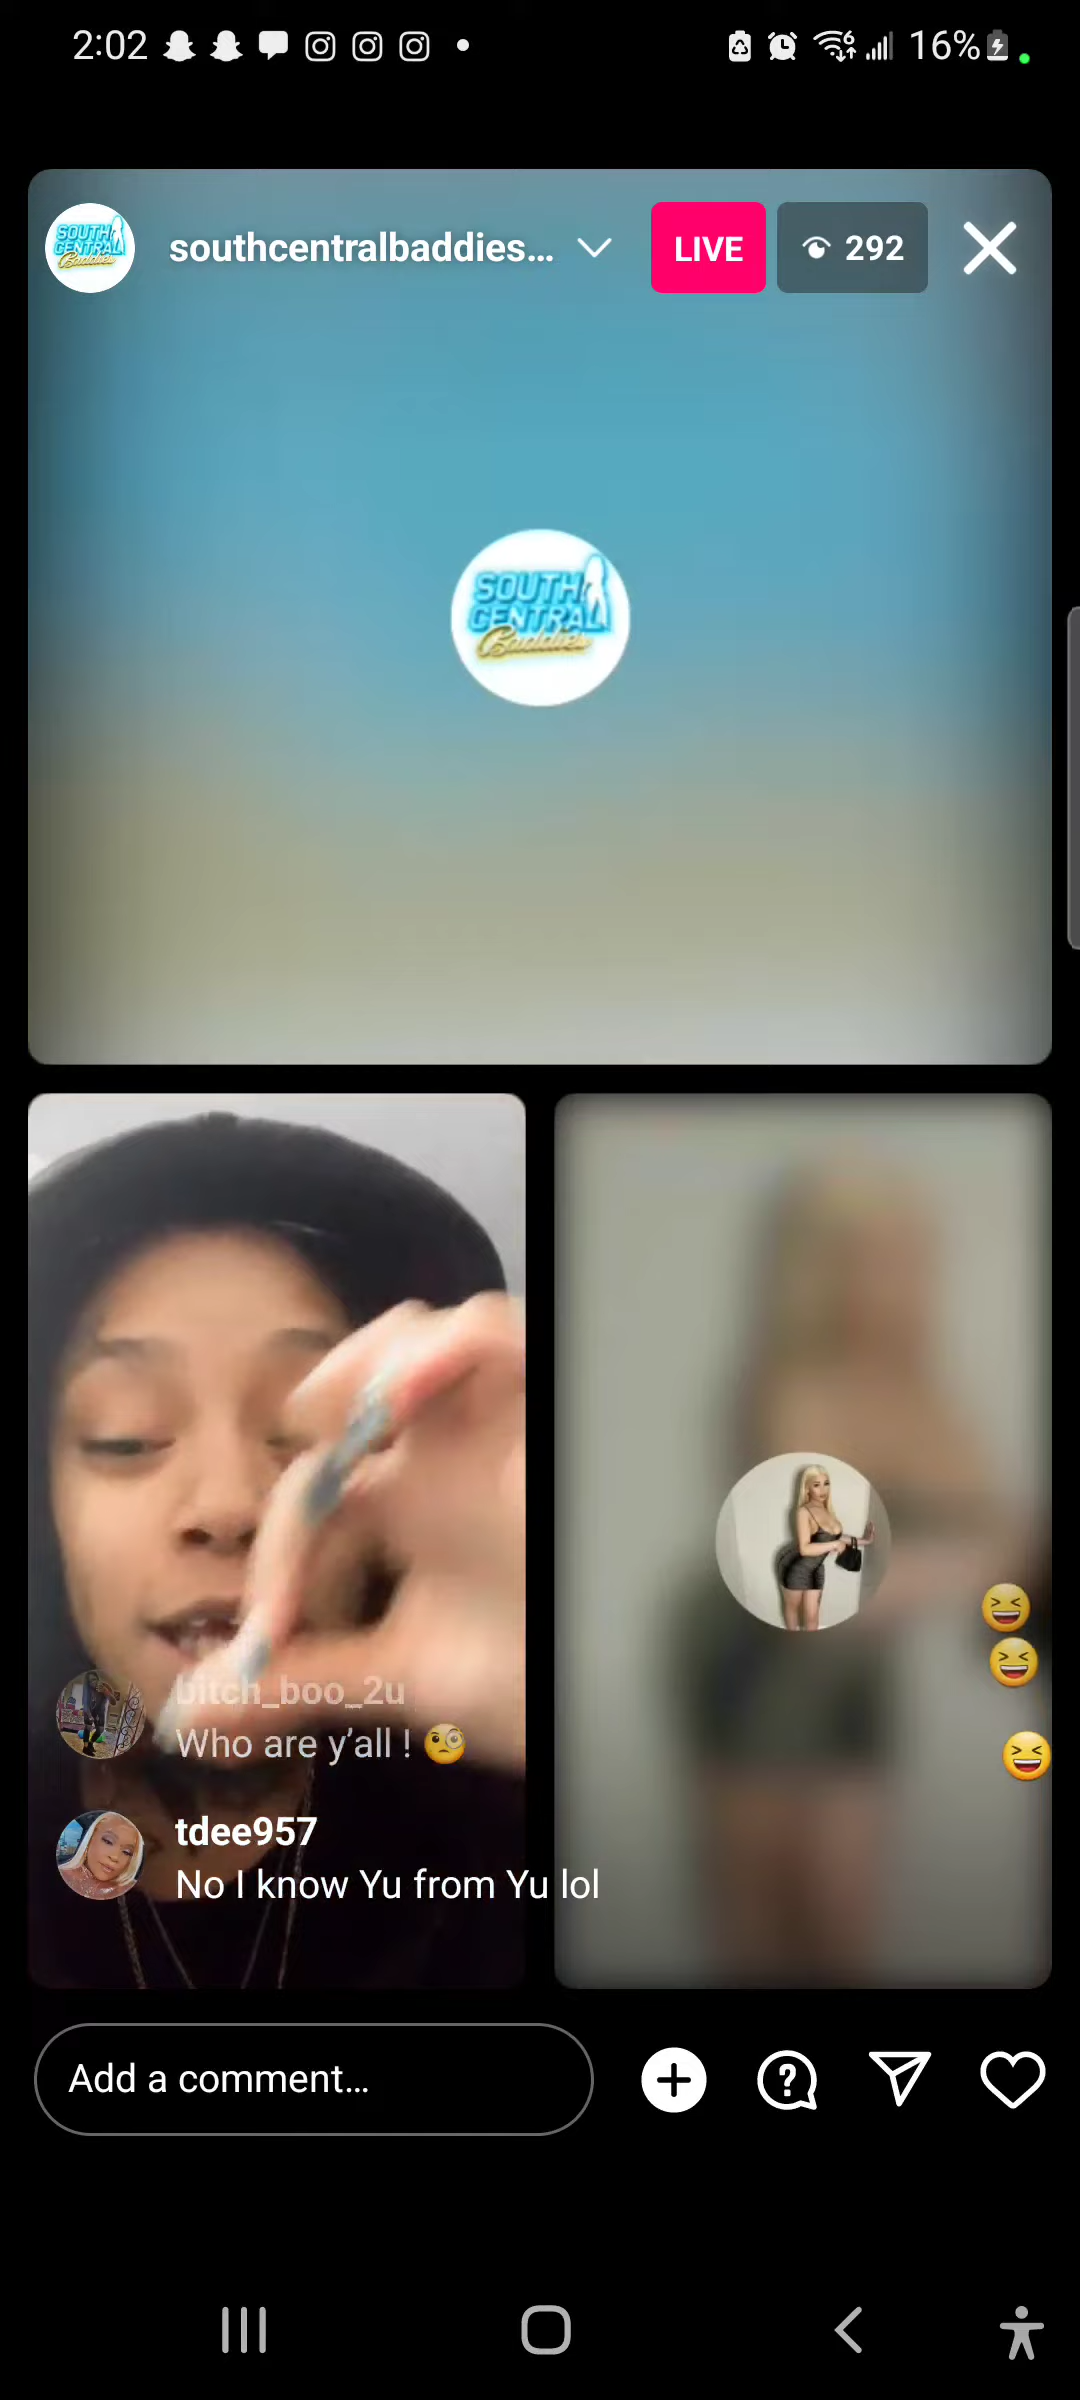 2:02
16%
southcentralbaddies...
LIVE
292
SOUTH
CENTRAL
Baddies
SOUTH
CENTRAL
Baddies
bitch_boo_2u
Who are y'all ! 🧐
tdee957
No I know Yu from Yu lol
Add a comment...